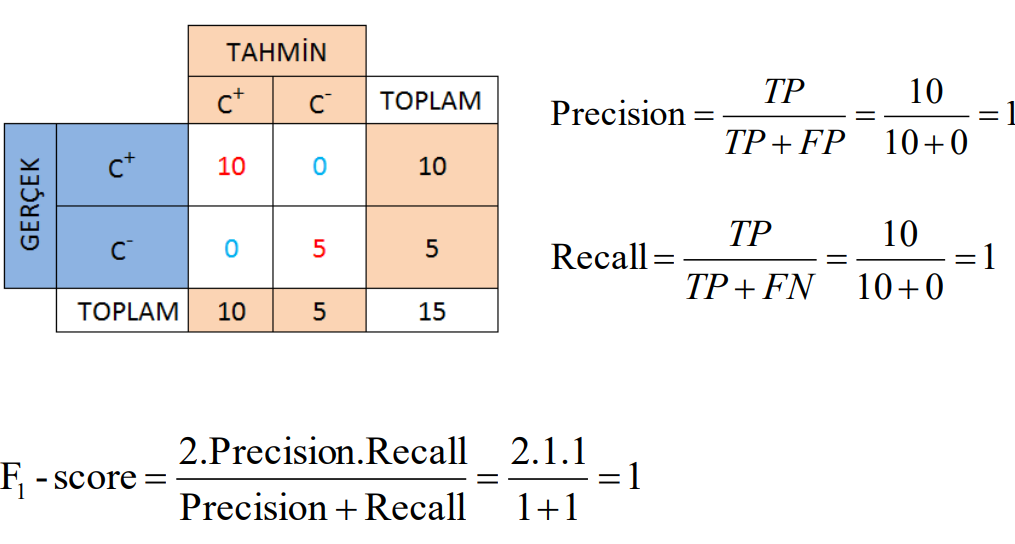 TAHMİN
C+ C- TOPLAM
GERÇEK
C+ 10 0 10
C- 0 5 5
TOPLAM 10 5 15
Precision = TP / TP + FP = 10 / 10 + 0 = 1
Recall = TP / TP + FN = 10 / 10 + 0 = 1
F1 - score = 2.Precision.Recall / Precision + Recall = 2.1.1 / 1+1 = 1